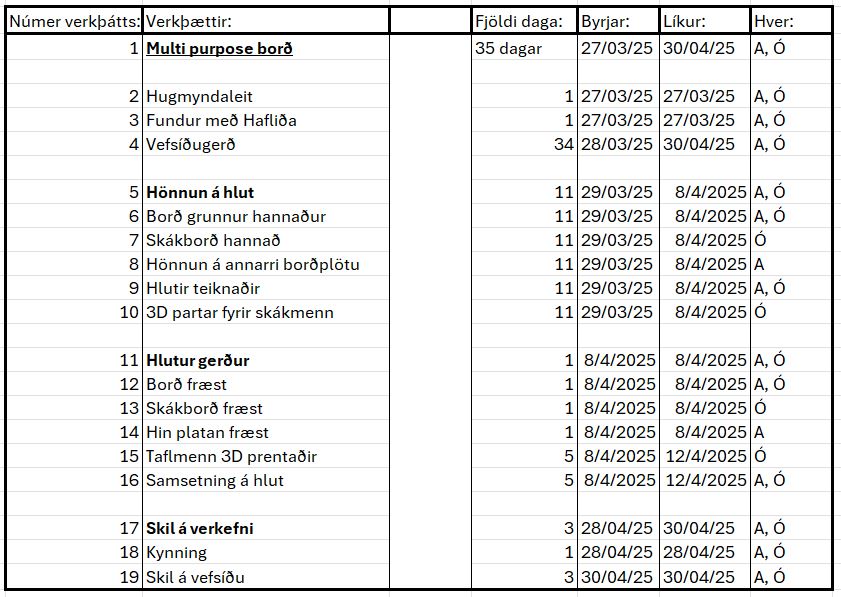 Númer verkþátts: Verkþættir: Fjöldi daga: Byrjar: Líkur: Hver:
1 Multi purpose borð 35 dagar 27/03/25 30/04/25 A, Ó
2 Hugmyndaleit 1 27/03/25 27/03/25 A, Ó
3 Fundur með Hafliða 1 27/03/25 27/03/25 A, Ó
4 Vefsíðugerð 34 28/03/25 30/04/25 A, Ó
5 Hönnun á hlut 11 29/03/25 8/4/2025 A, Ó
6 Borð grunnur hannaður 11 29/03/25 8/4/2025 A, Ó
7 Skákborð hannað 11 29/03/25 8/4/2025 Ó
8 Hönnun á annarri borðplötu 11 29/03/25 8/4/2025 A
9 Hlutir teiknaðir 11 29/03/25 8/4/2025 A, Ó
10 3D partar fyrir skákmenn 11 29/03/25 8/4/2025 Ó
11 Hlutur gerður 1 8/4/2025 8/4/2025 A, Ó
12 Borð fræst 1 8/4/2025 8/4/2025 A, Ó
13 Skákborð fræst 1 8/4/2025 8/4/2025 Ó
14 Hin platan fræst 1 8/4/2025 8/4/2025 A
15 Taflmenn 3D prentaðir 5 8/4/2025 12/4/2025 Ó
16 Samsetning á hlut 5 8/4/2025 12/4/2025 A, Ó
17 Skil á verkefni 3 28/04/25 30/04/25 A, Ó
18 Kynning 1 28/04/25 28/04/25 A, Ó
19 Skil á vefsíðu 3 30/04/25 30/04/25 A, Ó